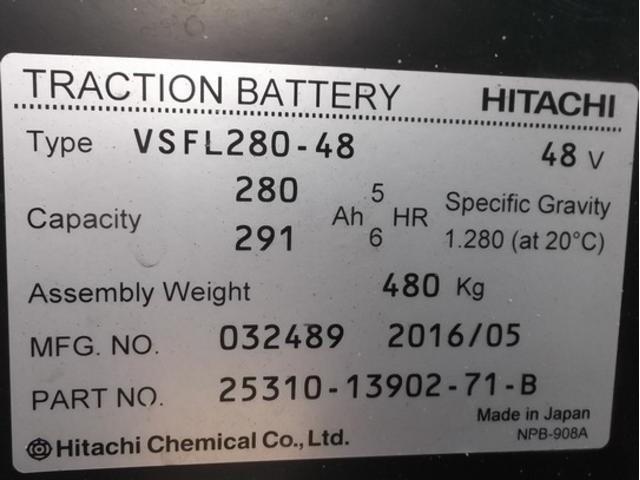 TRACTION BATTERY HITACHI
Type VSFL280-48 48 V
280 5
Capacity Ah HR Specific Gravity
291 6 1.280 (at 20°C)
Assembly Weight 480 Kg
MFG. NO. 032489 2016/05
PART NO. 25310-13902-71-B
Made in Japan
Hitachi Chemical Co., Ltd. NPB-908A